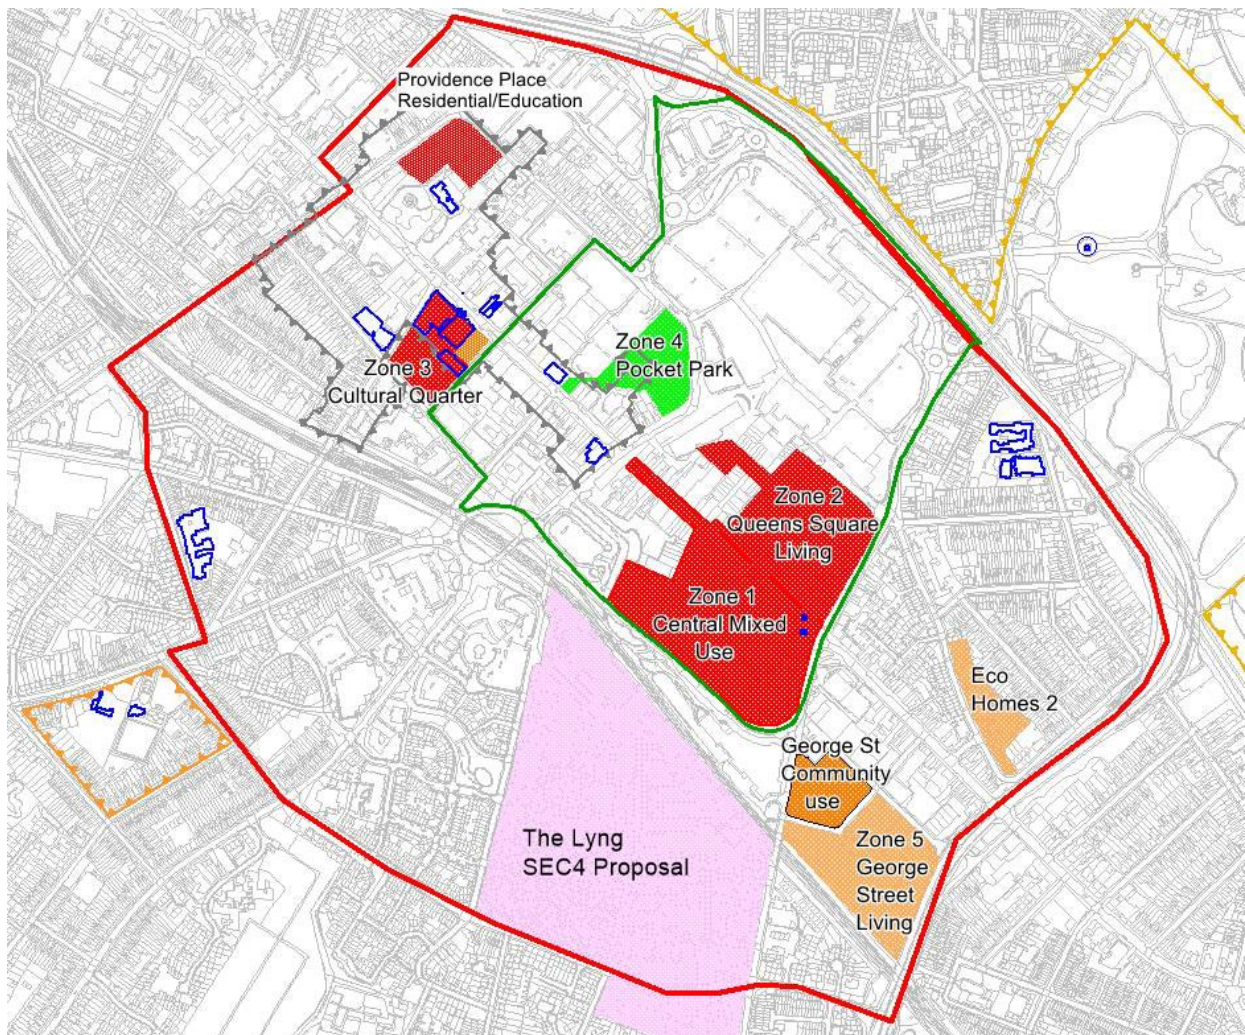 Providence Place
Residential/Education
Zone 4
Pocket Park
Zone 3
Cultural Quarter
Zone 2
Queens Square
Living
Zone 1
Central Mixed
Use
Eco
Homes 2
George St
Community
use
The Lyng
SEC4 Proposal
Zone 5
George
Street
Living